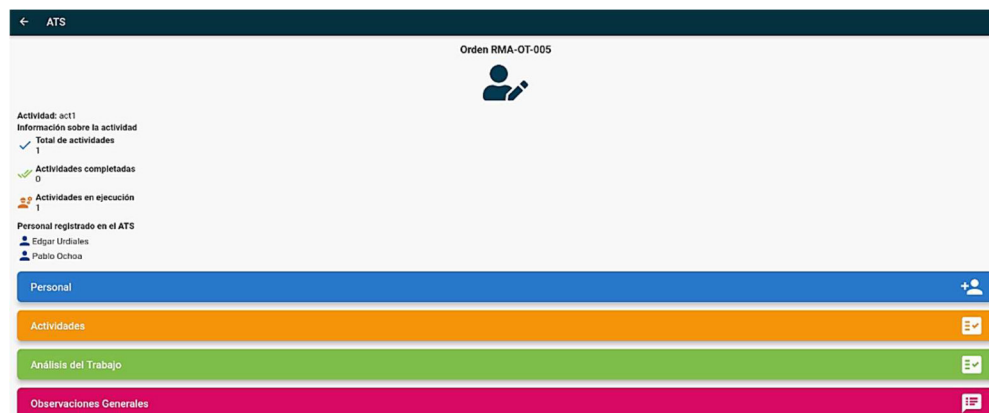 ATS
Orden RMA-OT-005
Actividad: act1
Información sobre la actividad
Total de actividades
1
Actividades completadas
0
Actividades en ejecución
1
Personal registrado en el ATS
Edgar Urdiales
Pablo Ochoa
Personal
Actividades
Análisis del Trabajo
Observaciones Generales